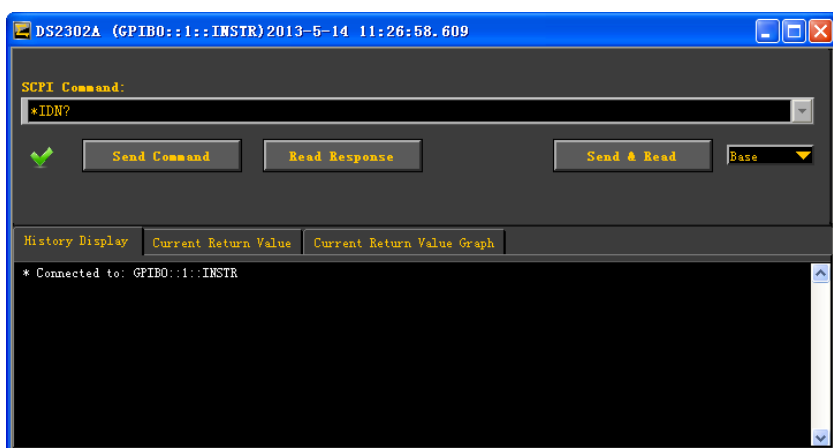 DS2302A (GPIB0::1::INSTR)2013-5-14 11:26:58.609
SCPI Command:
*IDN?
Send Command Read Response Send & Read Base
History Display Current Return Value Current Return Value Graph
* Connected to: GPIB0::1::INSTR